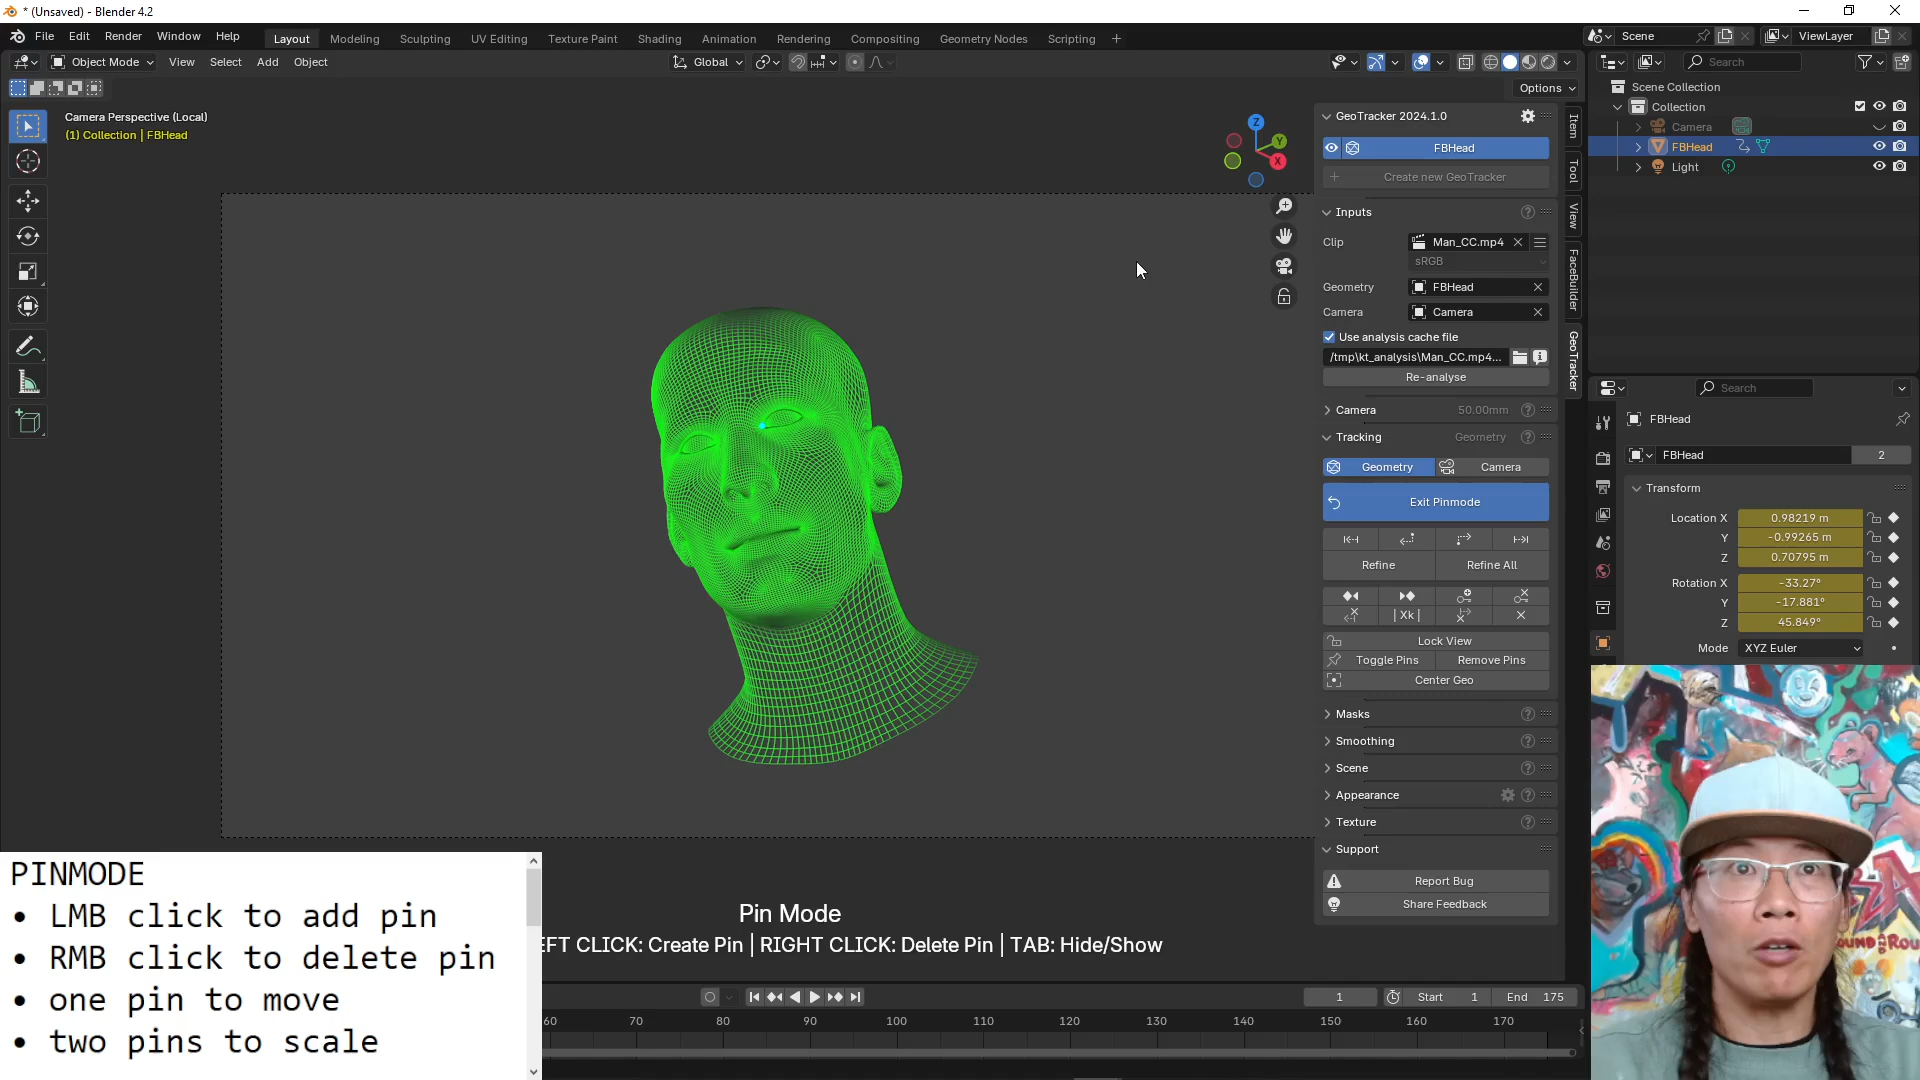 * (Unsaved) - Blender 4.2
File Edit Render Window Help
Layout Modeling Sculpting UV Editing Texture Paint Shading Animation Rendering Compositing Geometry Nodes Scripting +
Scene
ViewLayer
Object Mode View Select Add Object
Global
Options
Camera Perspective (Local)
(1) Collection | FBHead
Z
Y
X
GeoTracker 2024.1.0
FBHead
+ Create new GeoTracker
Inputs
Clip Man_CC.mp4
sRGB
Geometry FBHead
Camera Camera
Use analysis cache file
/tmp\kt_analysis\Man_CC.mp4...
Re-analyse
Camera 50.00mm
Tracking Geometry
Geometry Camera
Exit Pinmode
Refine Refine All
| Xk |
Lock View
Toggle Pins Remove Pins
Center Geo
Masks
Smoothing
Scene
Appearance
Texture
Support
Report Bug
Share Feedback
Item
Tool
View
FaceBuilder
GeoTracker
Search
Scene Collection
Collection
Camera
FBHead
Light
Search
FBHead
FBHead 2
Transform
Location X 0.98219 m
Y -0.99265 m
Z 0.70795 m
Rotation X -33.27°
Y -17.881°
Z 45.849°
Mode XYZ Euler
PINMODE
• LMB click to add pin
• RMB click to delete pin
• one pin to move
• two pins to scale
Pin Mode
EFT CLICK: Create Pin | RIGHT CLICK: Delete Pin | TAB: Hide/Show
1 Start 1 End 175
60 70 80 90 100 110 120 130 140 150 160 170